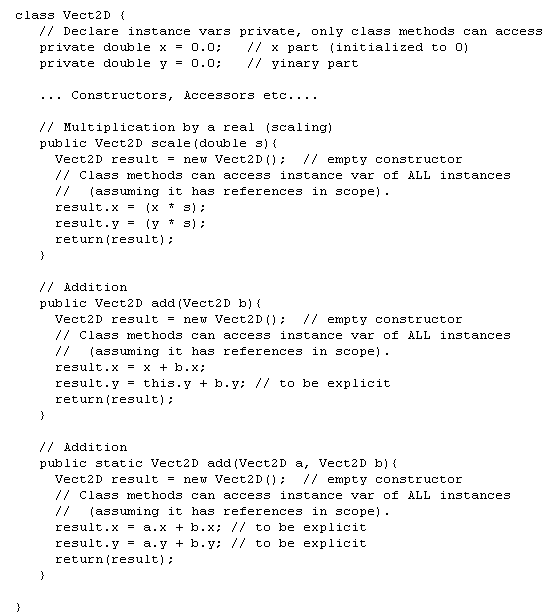 class Vect2D {
   // Declare instance vars private, only class methods can access
   private double x = 0.0;   // x part (initialized to 0)
   private double y = 0.0;   // yinary part

   ... Constructors, Accessors etc....

   // Multiplication by a real (scaling)
   public Vect2D scale(double s){
     Vect2D result = new Vect2D();  // empty constructor
     // Class methods can access instance var of ALL instances
     //  (assuming it has references in scope).
     result.x = (x * s);
     result.y = (y * s);
     return(result);
   }

   // Addition
   public Vect2D add(Vect2D b){
     Vect2D result = new Vect2D();  // empty constructor
     // Class methods can access instance var of ALL instances
     //  (assuming it has references in scope).
     result.x = x + b.x;
     result.y = this.y + b.y; // to be explicit
     return(result);
   }

   // Addition
   public static Vect2D add(Vect2D a, Vect2D b){
     Vect2D result = new Vect2D();  // empty constructor
     // Class methods can access instance var of ALL instances
     //  (assuming it has references in scope).
     result.x = a.x + b.x; // to be explicit
     result.y = a.y + b.y; // to be explicit
     return(result);
   }

}